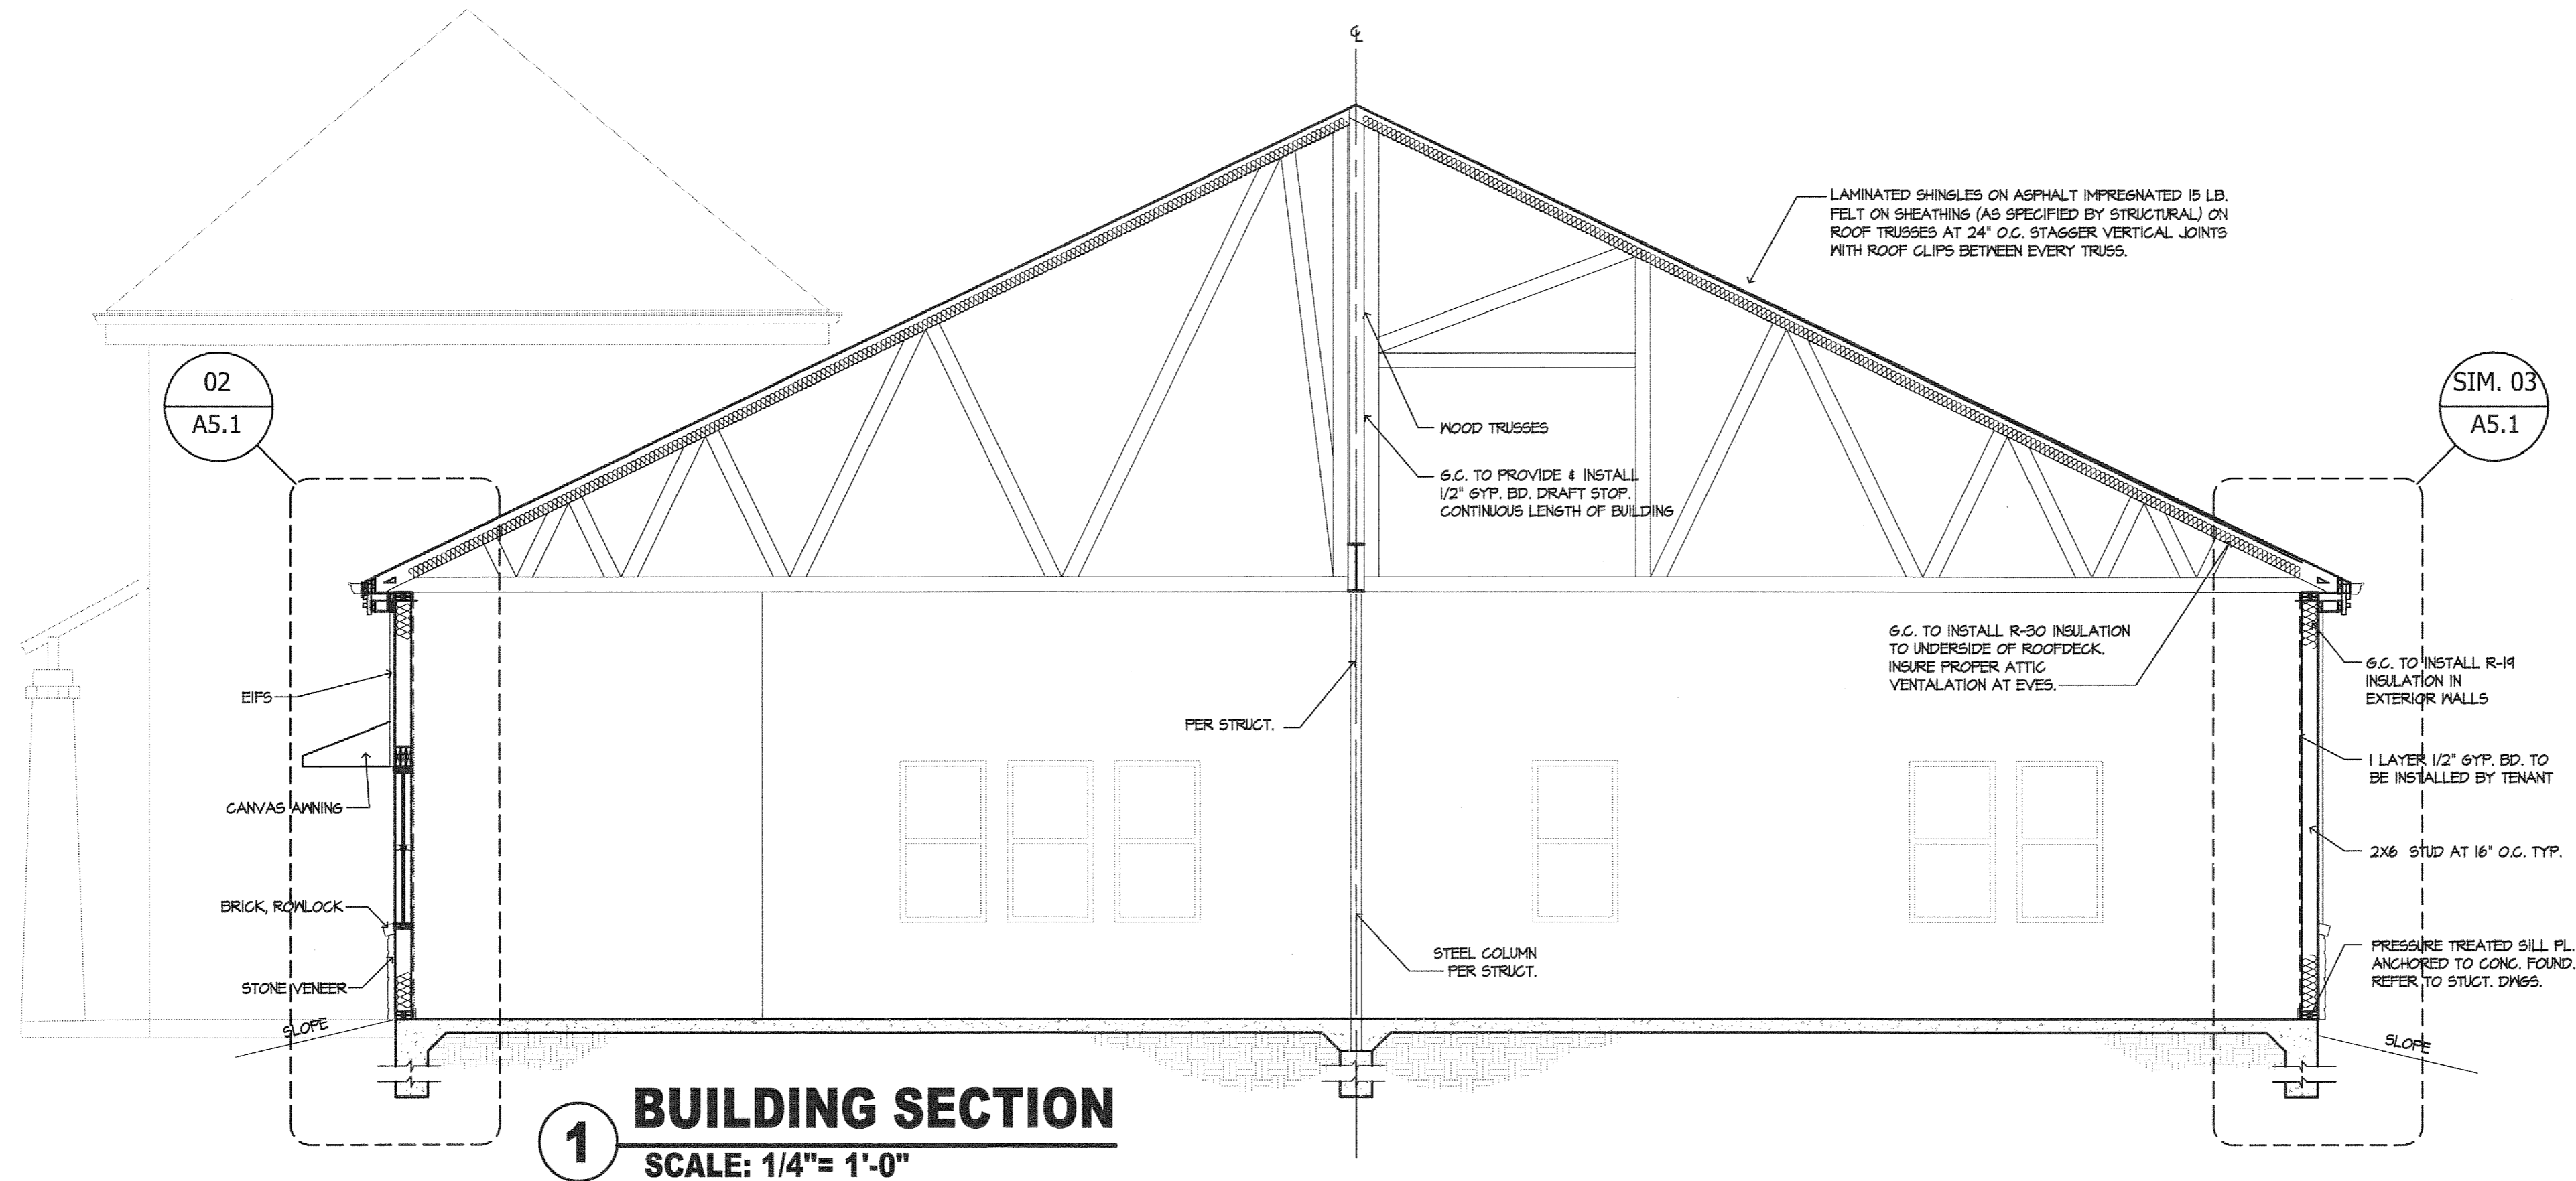 ℄
LAMINATED SHINGLES ON ASPHALT IMPREGNATED 15 LB.
FELT ON SHEATHING (AS SPECIFIED BY STRUCTURAL) ON
ROOF TRUSSES AT 24" O.C. STAGGER VERTICAL JOINTS
WITH ROOF CLIPS BETWEEN EVERY TRUSS.
02
A5.1
SIM. 03
A5.1
WOOD TRUSSES
G.C. TO PROVIDE & INSTALL
1/2" GYP. BD. DRAFT STOP.
CONTINUOUS LENGTH OF BUILDING
G.C. TO INSTALL R-30 INSULATION
TO UNDERSIDE OF ROOFDECK.
INSURE PROPER ATTIC
VENTALATION AT EVES.
G.C. TO INSTALL R-19
INSULATION IN
EXTERIOR WALLS
EIFS
PER STRUCT.
1 LAYER 1/2" GYP. BD. TO
BE INSTALLED BY TENANT
CANVAS AWNING
2X6 STUD AT 16" O.C. TYP.
BRICK, ROWLOCK
STEEL COLUMN
PER STRUCT.
PRESSURE TREATED SILL PL.
ANCHORED TO CONC. FOUND.
REFER TO STUCT. DWGS.
STONE VENEER
SLOPE
SLOPE
1
BUILDING SECTION
SCALE: 1/4"= 1'-0"